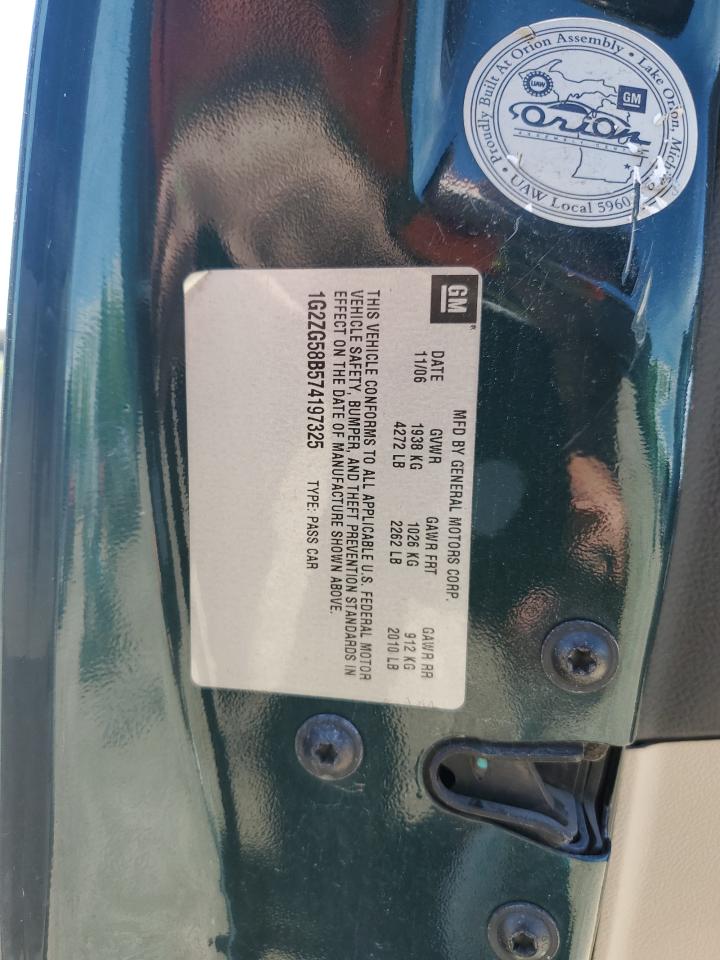 Proudly Built At Orion Assembly • Lake Orion, Michigan
UAW
GM
Orion
• UAW Local 5960 •
GM
MFD BY GENERAL MOTORS CORP.
DATE GVWR GAWR FRT GAWR RR
11/06 1938 KG 1026 KG 912 KG
4272 LB 2262 LB 2010 LB
THIS VEHICLE CONFORMS TO ALL APPLICABLE U.S. FEDERAL MOTOR
VEHICLE SAFETY, BUMPER, AND THEFT PREVENTION STANDARDS IN
EFFECT ON THE DATE OF MANUFACTURE SHOWN ABOVE.
1G2ZG58B574197325 TYPE: PASS CAR